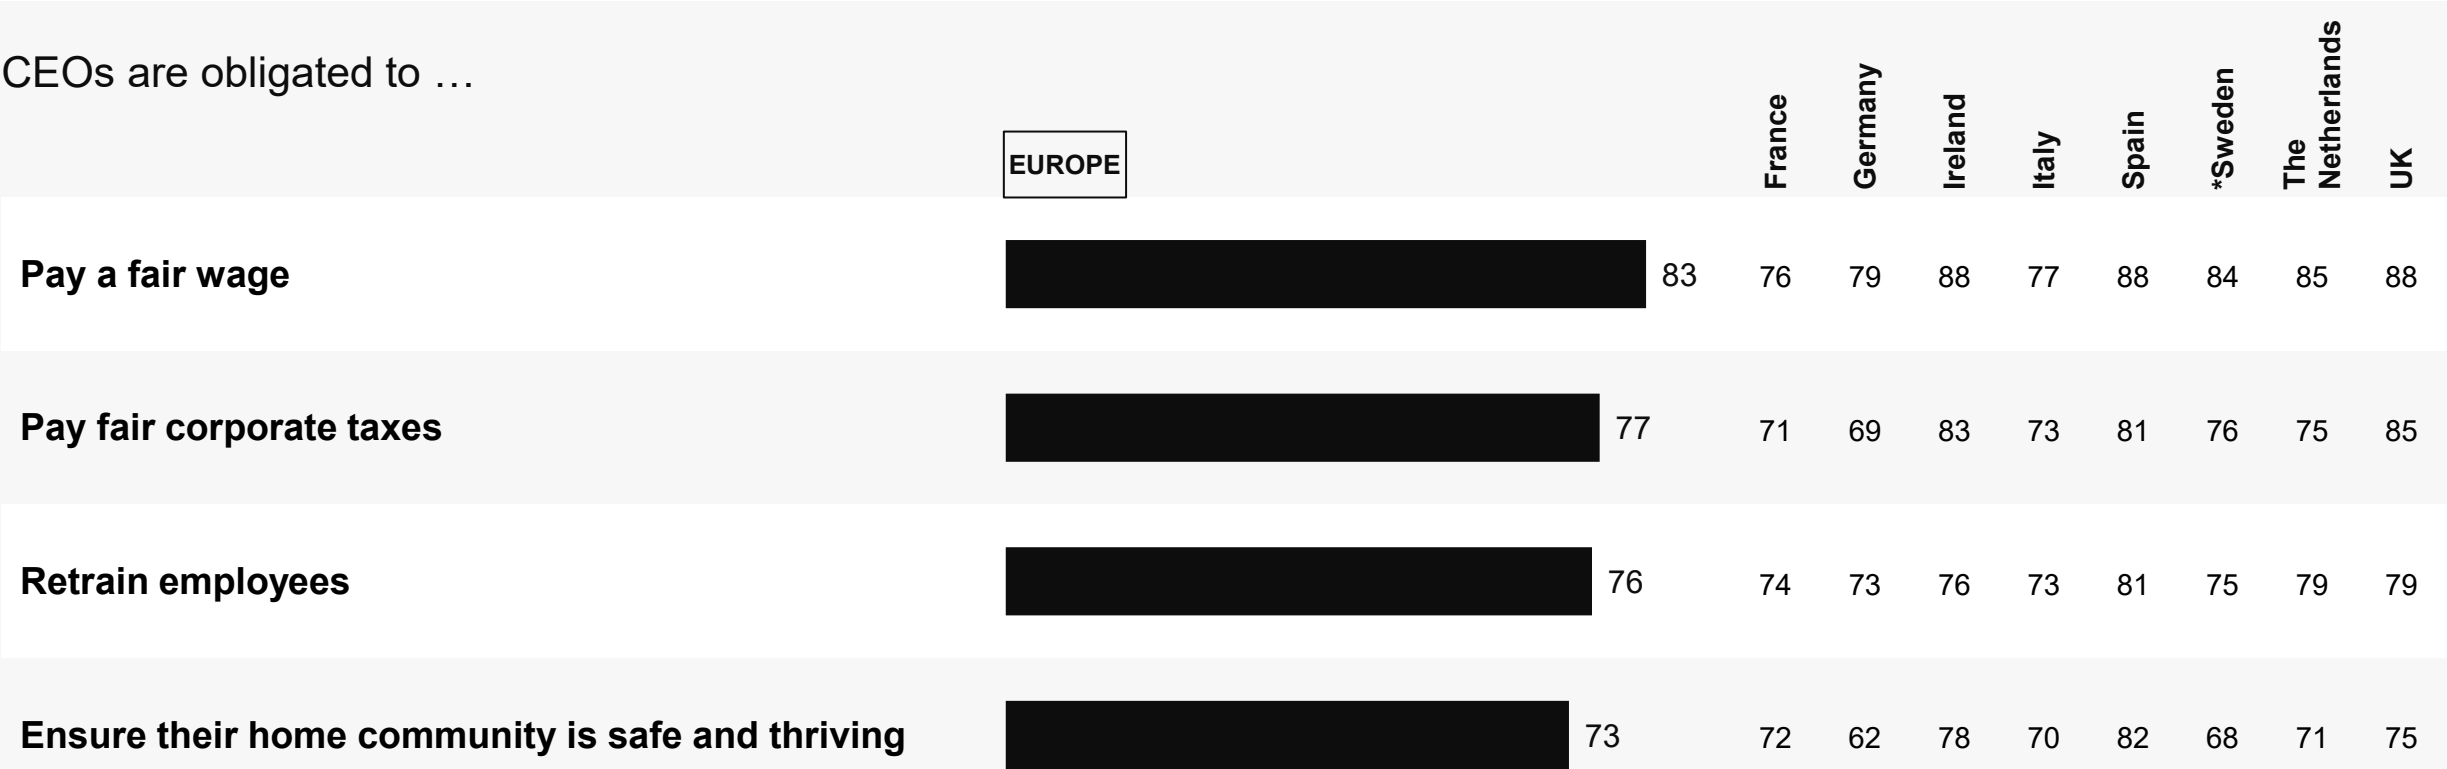 CEOs are obligated to …
EUROPE
France
Germany
Ireland
Italy
Spain
*Sweden
The
Netherlands
UK
Pay a fair wage 83 76 79 88 77 88 84 85 88
Pay fair corporate taxes 77 71 69 83 73 81 76 75 85
Retrain employees 76 74 73 76 73 81 75 79 79
Ensure their home community is safe and thriving 73 72 62 78 70 82 68 71 75